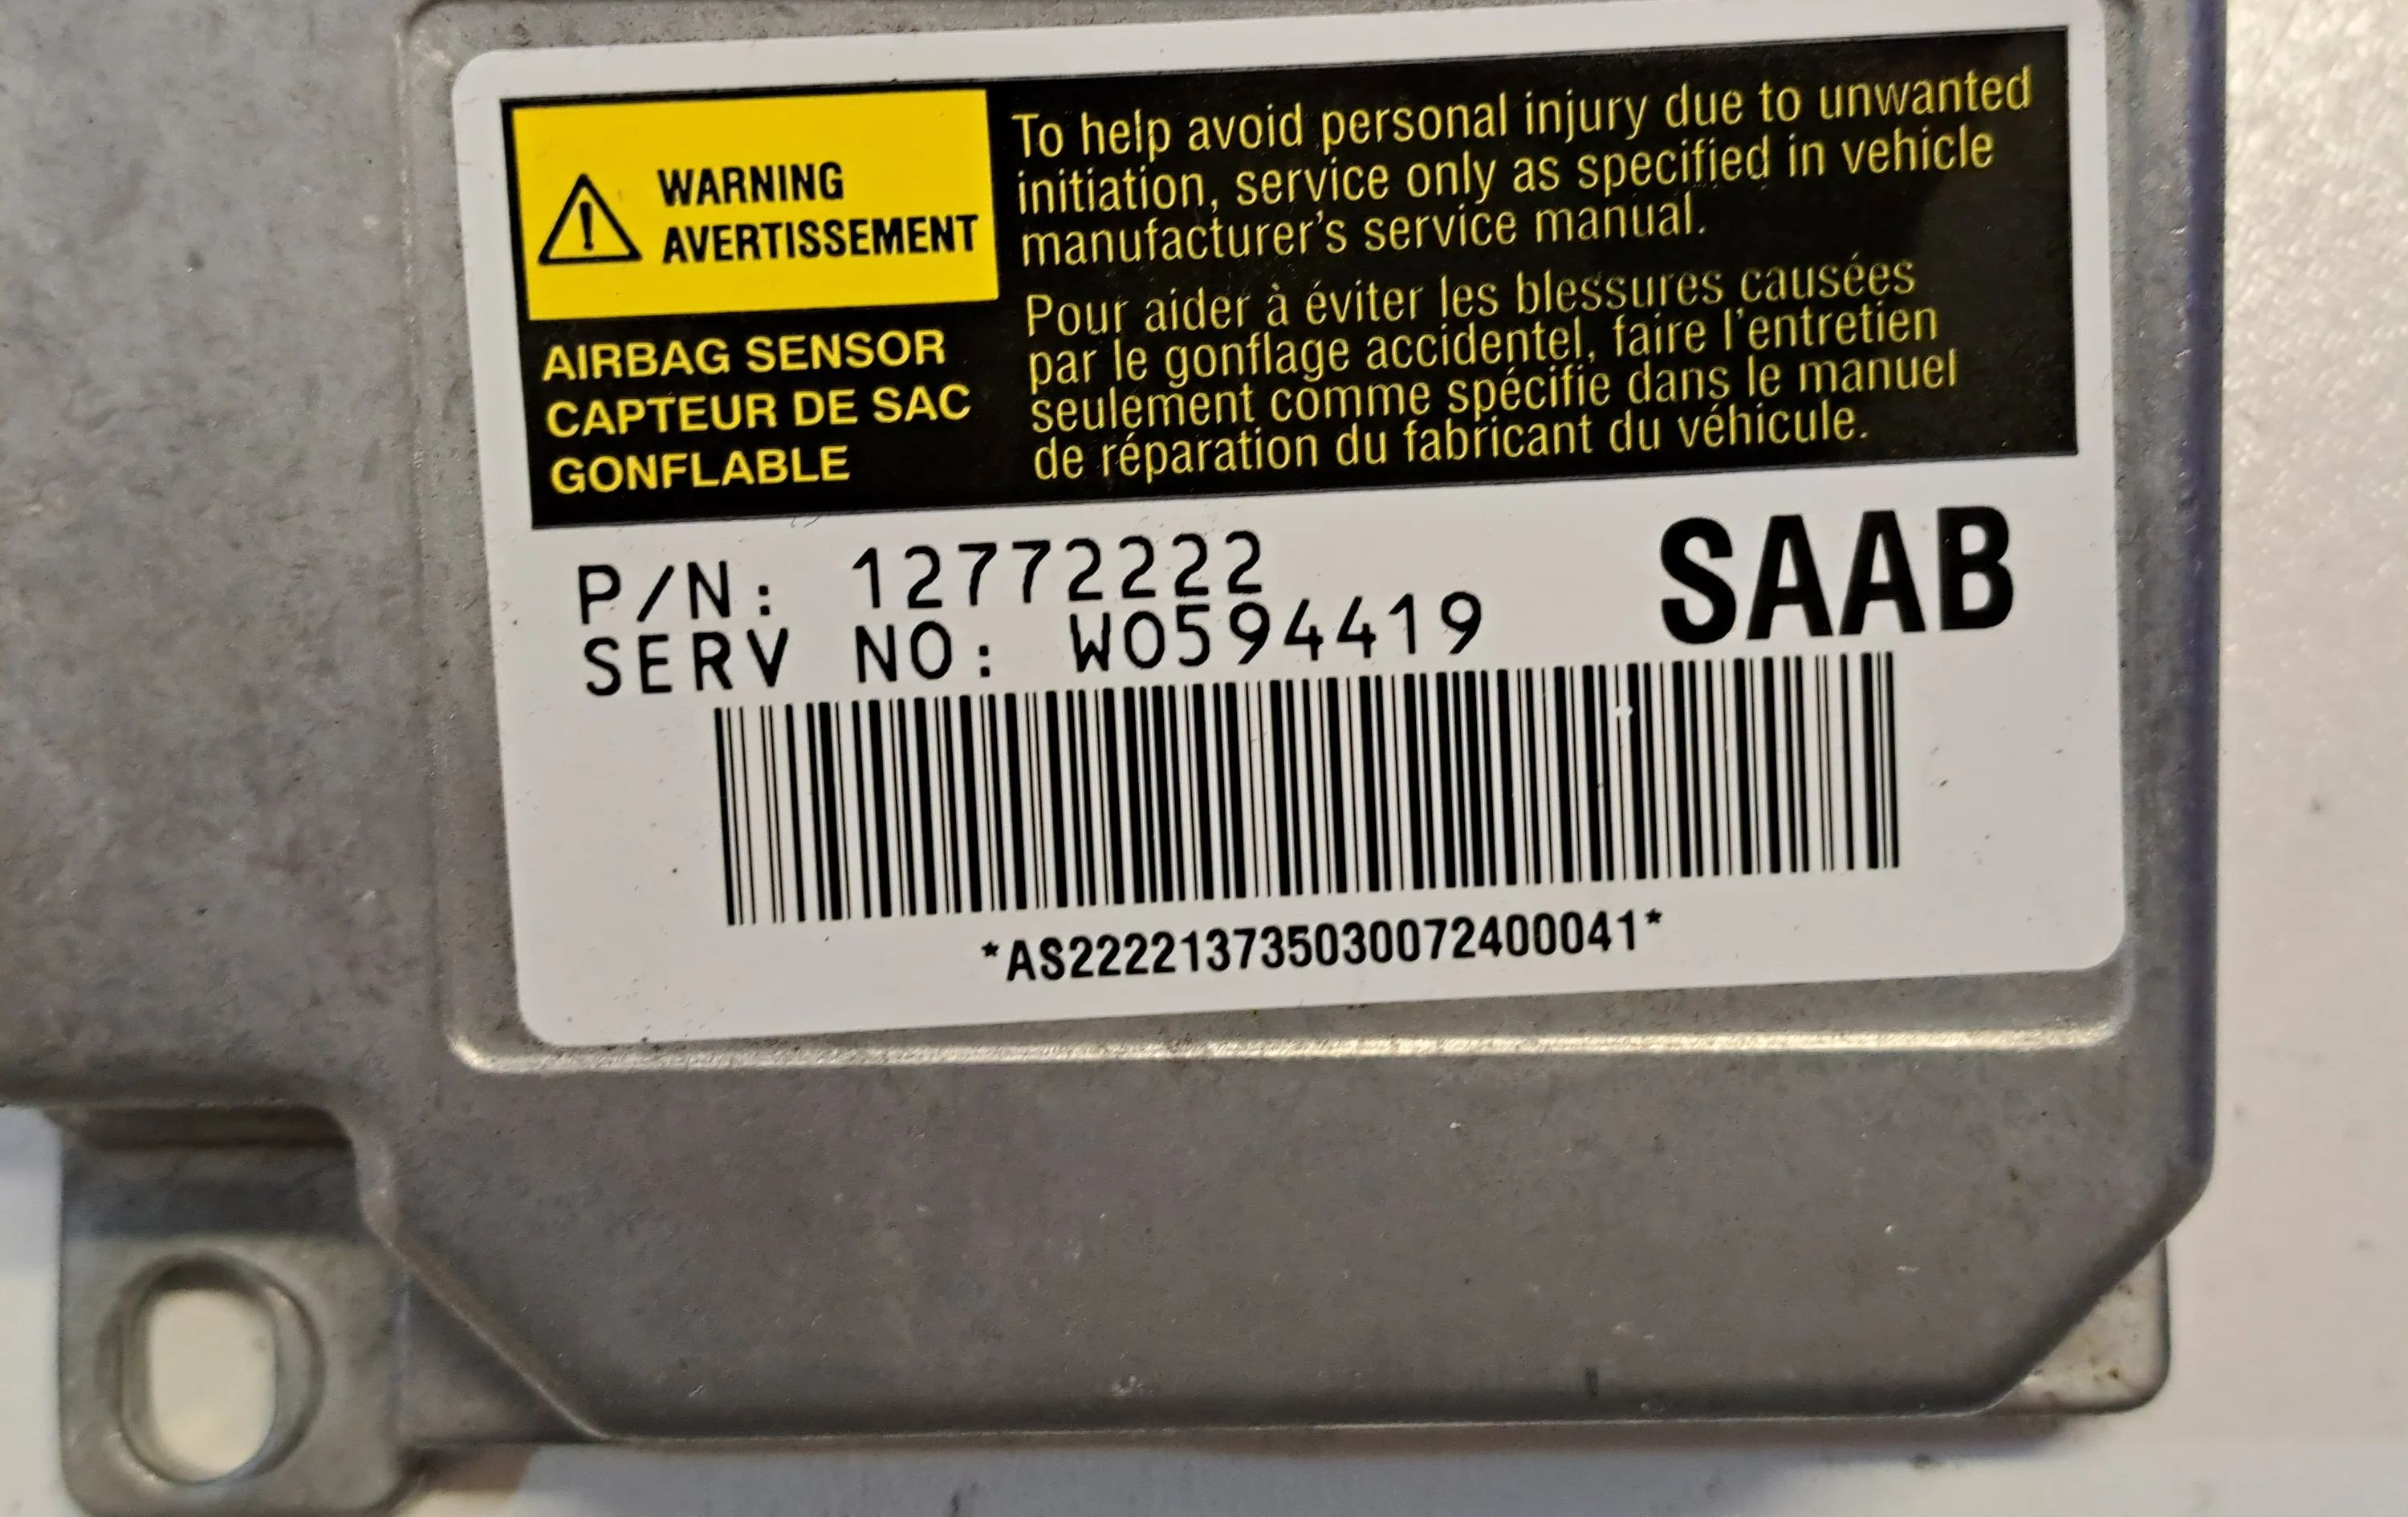 WARNING
AVERTISSEMENT
AIRBAG SENSOR
CAPTEUR DE SAC
GONFLABLE
To help avoid personal injury due to unwanted
initiation, service only as specified in vehicle
manufacturer's service manual.
Pour aider à éviter les blessures causées
par le gonflage accidentel, faire l'entretien
seulement comme spécifie dans le manuel
de réparation du fabricant du véhicule.
P/N: 12772222
SERV NO: W0594419
SAAB
*AS222213735030072400041*